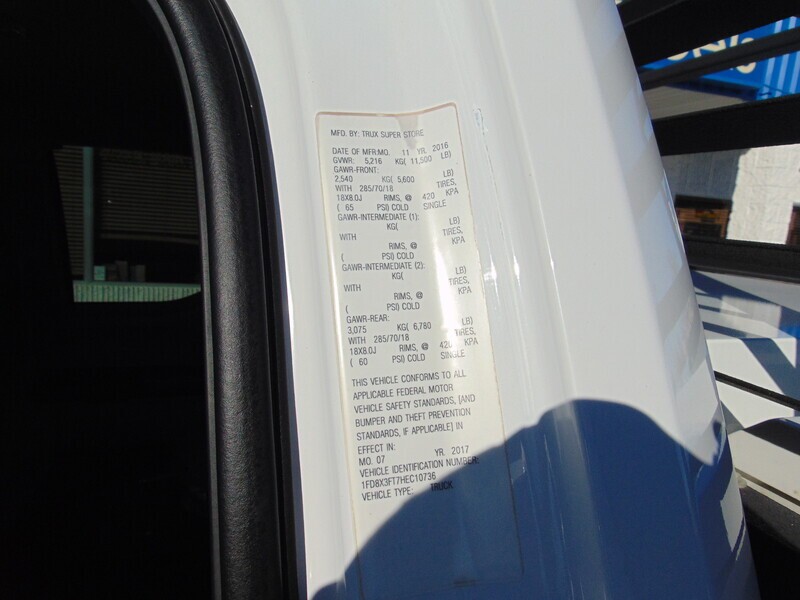 MFD. BY: TRUX SUPER STORE
DATE OF MFR:MO. 11 YR. 2016
GVWR: 5,216 KG( 11,500 LB)
GAWR-FRONT:
2,540 KG( 5,600 LB)
WITH 285/70/18 TIRES,
18X8.0J RIMS, @ 420 KPA
( 65 PSI) COLD SINGLE
GAWR-INTERMEDIATE (1):
KG( LB)
WITH TIRES,
RIMS, @ KPA
( PSI) COLD
GAWR-INTERMEDIATE (2):
KG( LB)
WITH TIRES,
RIMS, @ KPA
( PSI) COLD
GAWR-REAR:
3,075 KG( 6,780 LB)
WITH 285/70/18 TIRES,
18X8.0J RIMS, @ 420 KPA
( 60 PSI) COLD SINGLE
THIS VEHICLE CONFORMS TO ALL
APPLICABLE FEDERAL MOTOR
VEHICLE SAFETY STANDARDS, [AND
BUMPER AND THEFT PREVENTION
STANDARDS, IF APPLICABLE] IN
EFFECT IN:
MO. 07 YR. 2017
VEHICLE IDENTIFICATION NUMBER:
1FD8X3FT7HEC10736
VEHICLE TYPE: TRUCK